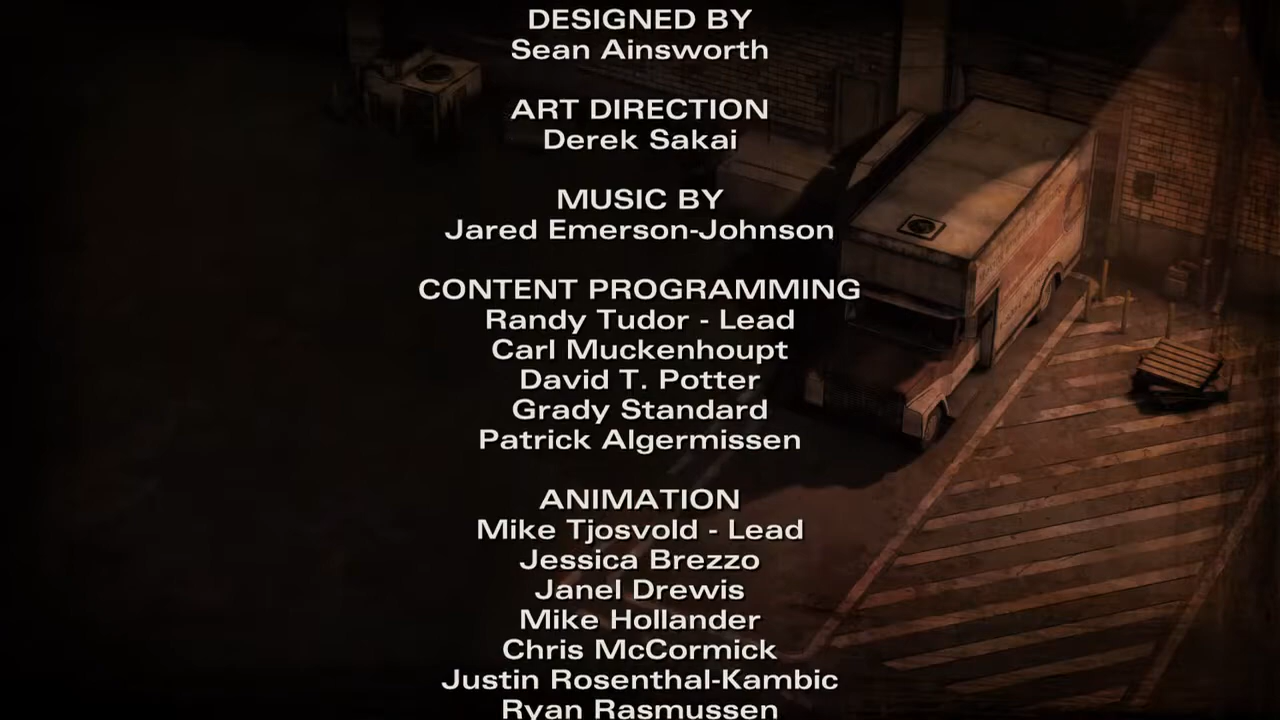 DESIGNED BY
Sean Ainsworth
ART DIRECTION
Derek Sakai
MUSIC BY
Jared Emerson-Johnson
CONTENT PROGRAMMING
Randy Tudor - Lead
Carl Muckenhoupt
David T. Potter
Grady Standard
Patrick Algermissen
ANIMATION
Mike Tjosvold - Lead
Jessica Brezzo
Janel Drewis
Mike Hollander
Chris McCormick
Justin Rosenthal-Kambic
Ryan Rasmussen